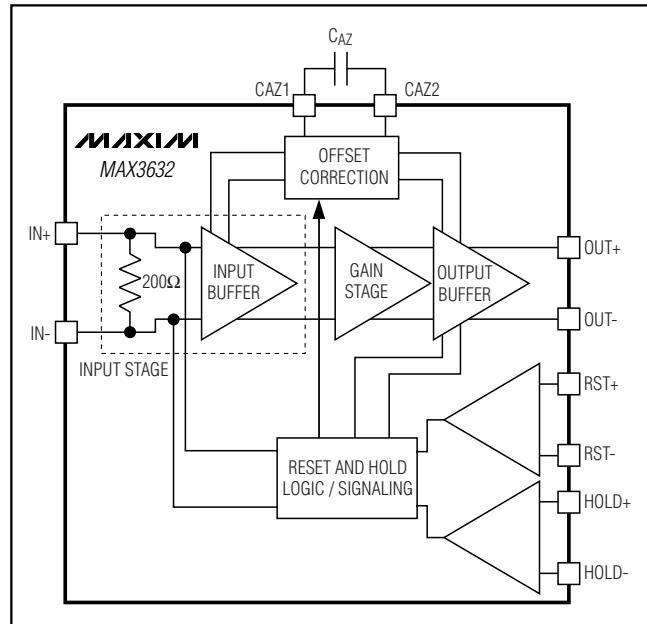 CAZ
CAZ1
CAZ2
MAXIM
MAX3632
OFFSET
CORRECTION
IN+
200Ω
INPUT
BUFFER
GAIN
STAGE
OUTPUT
BUFFER
OUT+
IN-
OUT-
INPUT STAGE
RST+
RESET AND HOLD
LOGIC / SIGNALING
RST-
HOLD+
HOLD-